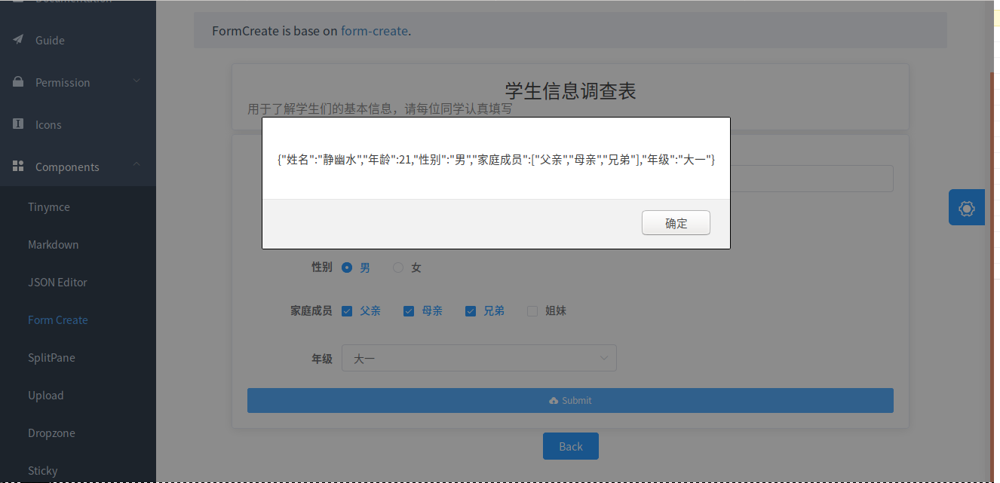 Documentation
Guide
Permission
Icons
Components
Tinymce
Markdown
JSON Editor
Form Create
SplitPane
Upload
Dropzone
Sticky
FormCreate is base on form-create.
学生信息调查表
用于了解学生们的基本信息，请每位同学认真填写
{"姓名":"静幽水","年龄":21,"性别":"男","家庭成员":["父亲","母亲","兄弟"],"年级":"大一"}
确定
性别 男 女
家庭成员 父亲 母亲 兄弟 姐妹
年级 大一
Submit
Back